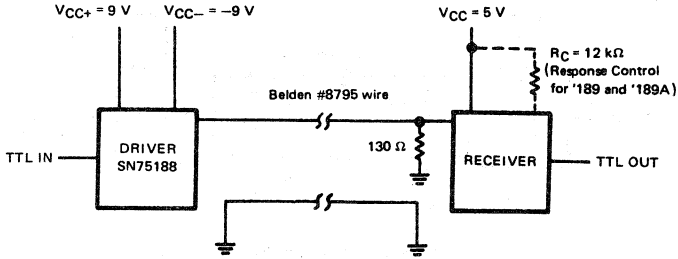 VCC+ = 9 V
VCC− = −9 V
VCC = 5 V
RC = 12 kΩ
(Response Control
for '189 and '189A)
Belden #8795 wire
TTL IN
DRIVER
SN75188
130 Ω
RECEIVER
TTL OUT